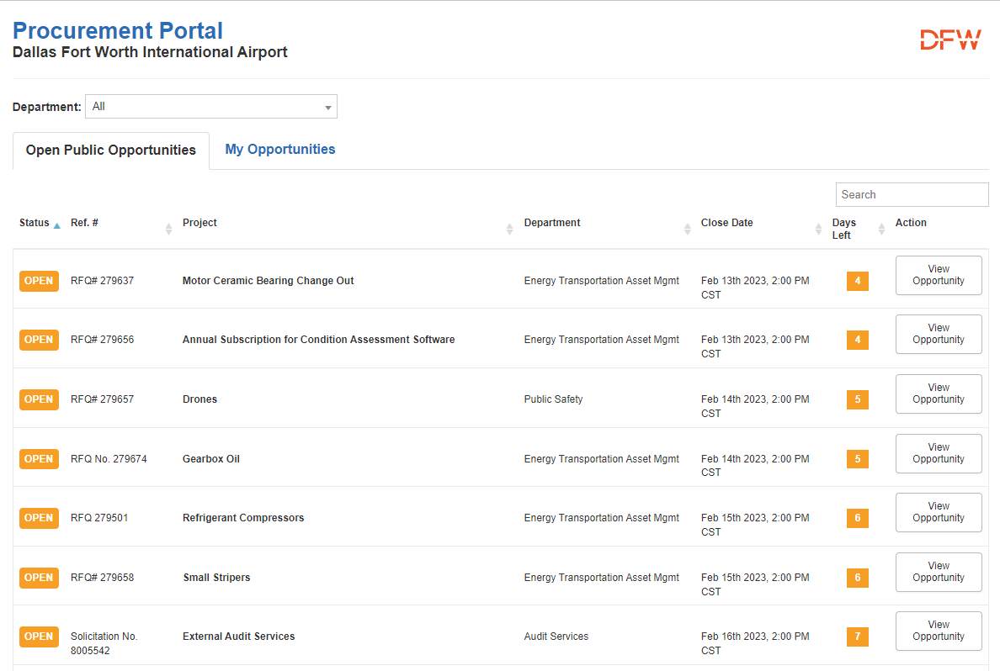 Procurement Portal
Dallas Fort Worth International Airport
DFW
Department: All
Open Public Opportunities My Opportunities
Search
Status Ref. # Project Department Close Date Days Left Action
OPEN RFQ# 279637 Motor Ceramic Bearing Change Out Energy Transportation Asset Mgmt Feb 13th 2023, 2:00 PM CST 4 View Opportunity
OPEN RFQ# 279656 Annual Subscription for Condition Assessment Software Energy Transportation Asset Mgmt Feb 13th 2023, 2:00 PM CST 4 View Opportunity
OPEN RFQ# 279657 Drones Public Safety Feb 14th 2023, 2:00 PM CST 5 View Opportunity
OPEN RFQ No. 279674 Gearbox Oil Energy Transportation Asset Mgmt Feb 14th 2023, 2:00 PM CST 5 View Opportunity
OPEN RFQ 279501 Refrigerant Compressors Energy Transportation Asset Mgmt Feb 15th 2023, 2:00 PM CST 6 View Opportunity
OPEN RFQ# 279658 Small Stripers Energy Transportation Asset Mgmt Feb 15th 2023, 2:00 PM CST 6 View Opportunity
OPEN Solicitation No. 8005542 External Audit Services Audit Services Feb 16th 2023, 2:00 PM CST 7 View Opportunity